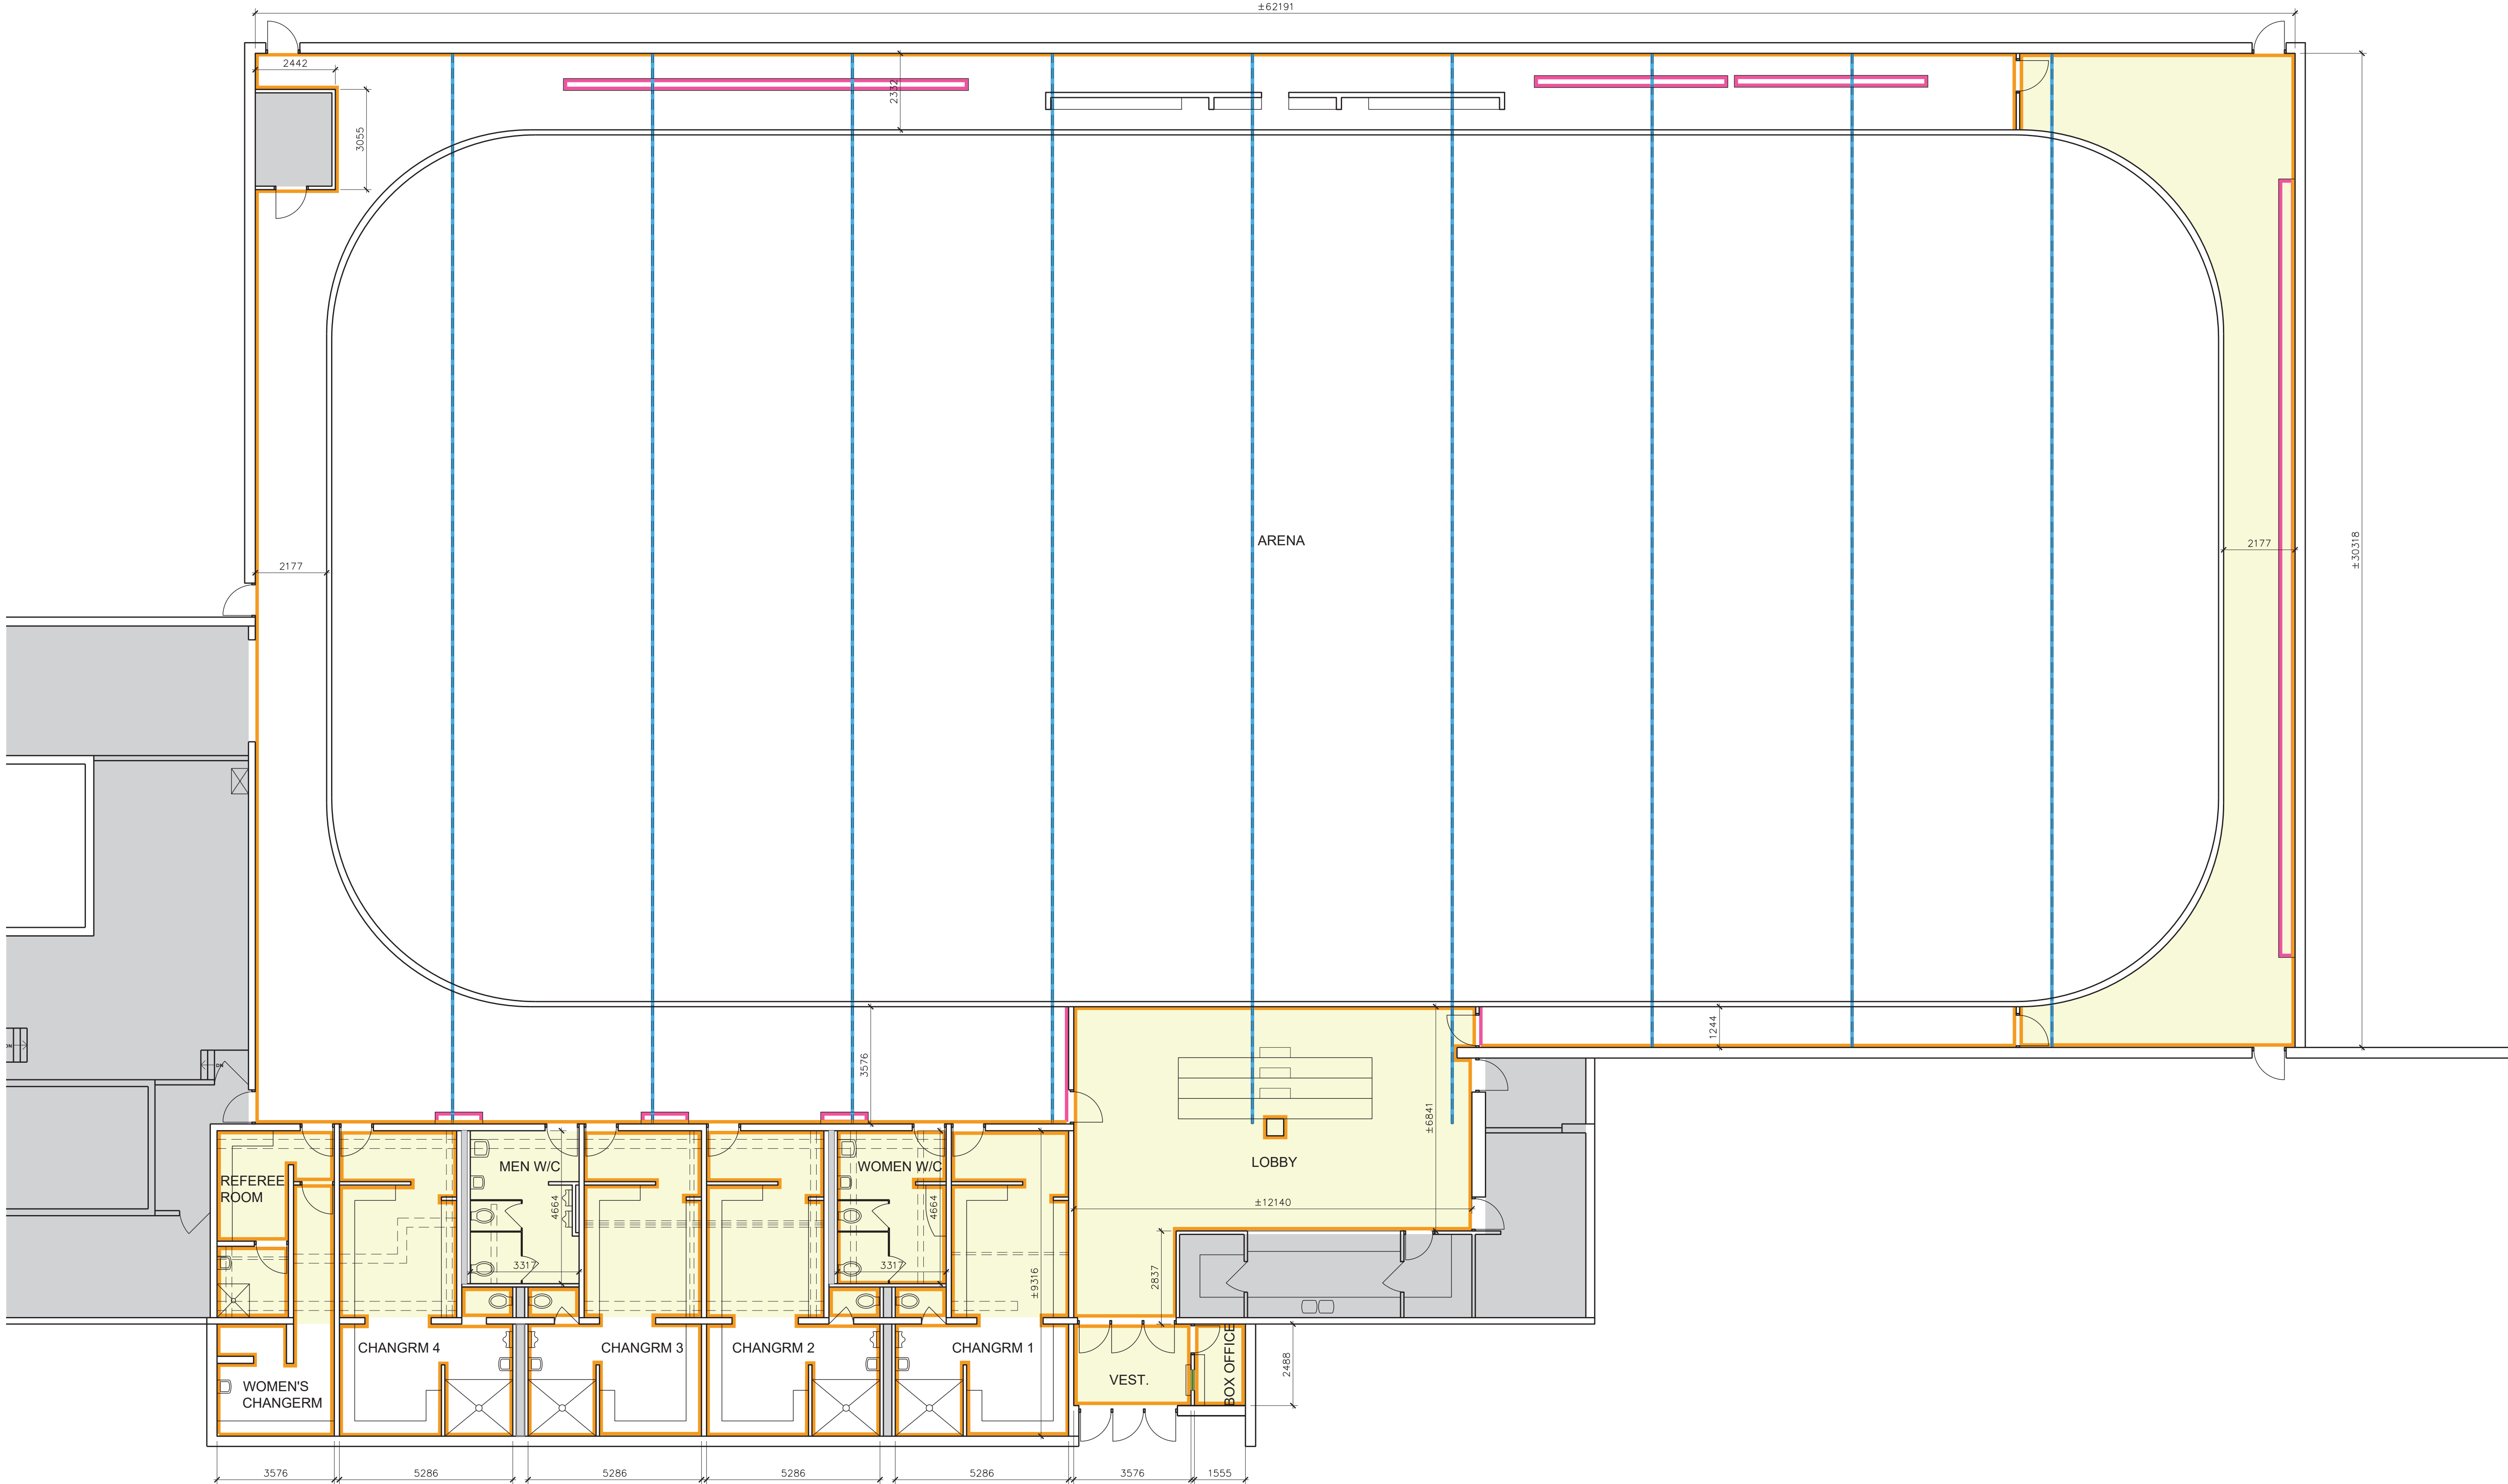 ±62191
2442
2332
3055
ARENA
2177
2177
±30318
3576
1244
DN
DN
±6841
REFEREE
ROOM
MEN W/C
4664
3317
WOMEN W/C
4664
3317
±9316
LOBBY
±12140
2837
CHANGRM 4
CHANGRM 3
CHANGRM 2
CHANGRM 1
WOMEN'S
CHANGERM
VEST.
BOX OFFICE
2488
3576
5286
5286
5286
5286
3576
1555